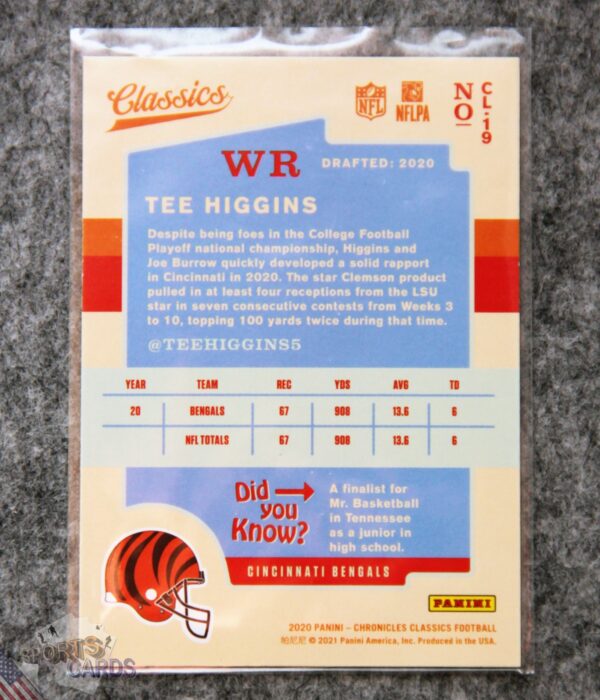 Classics
NFL
NFLPA
NO
CL-19
WR DRAFTED: 2020
TEE HIGGINS
Despite being foes in the College Football
Playoff national championship, Higgins and
Joe Burrow quickly developed a solid rapport
in Cincinnati in 2020. The star Clemson product
pulled in at least four receptions from the LSU
star in seven consecutive contests from Weeks 3
to 10, topping 100 yards twice during that time.
@TEEHIGGINS5
YEAR TEAM REC YDS AVG TD
20 BENGALS 67 908 13.6 6
NFL TOTALS 67 908 13.6 6
Did
you
Know?
A finalist for
Mr. Basketball
in Tennessee
as a junior in
high school.
CINCINNATI BENGALS
PANINI
2020 PANINI – CHRONICLES CLASSICS FOOTBALL
帕尼尼 © 2021 Panini America, Inc. Produced in the USA.
SPORTS
CARDS